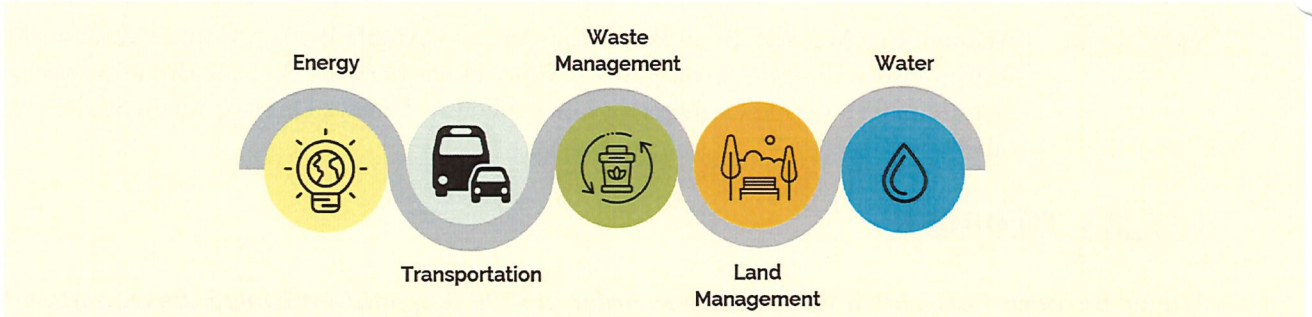 Energy
Transportation
Waste
Management
Land
Management
Water